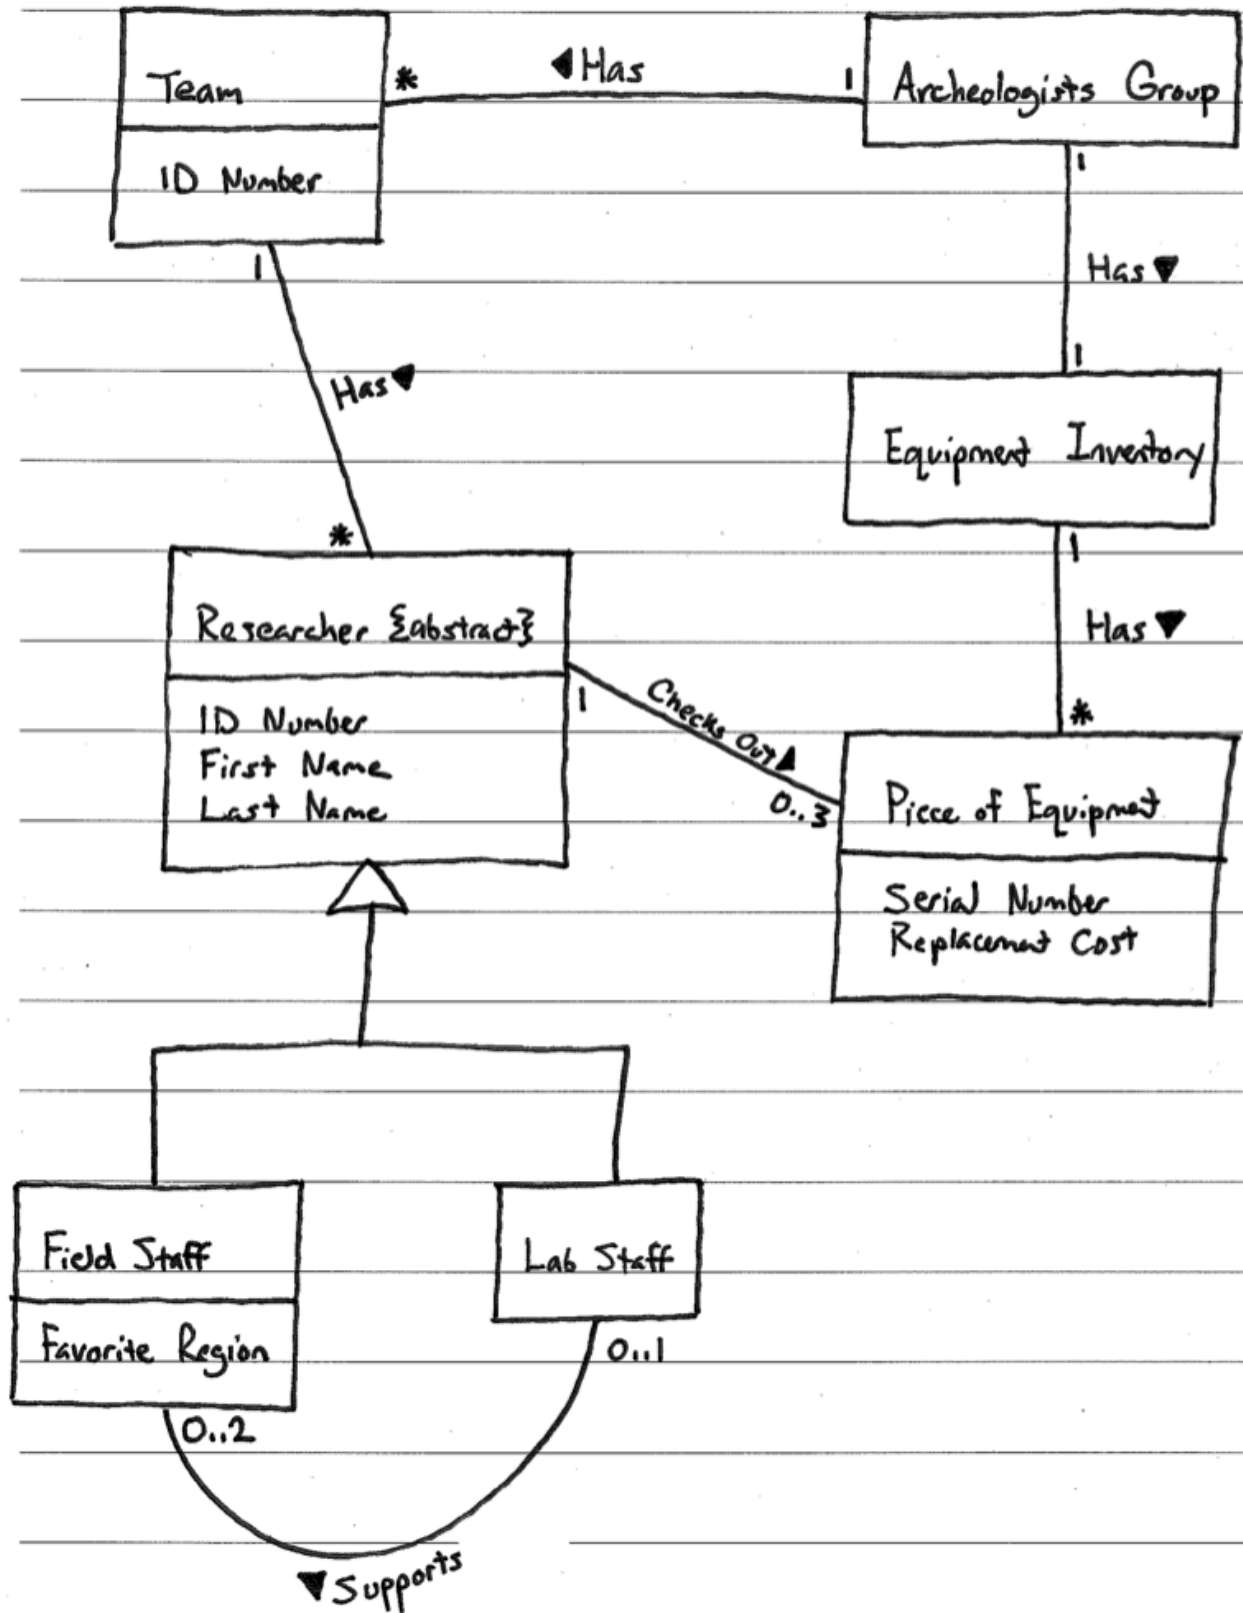 Team
ID Number
* ◀Has 1
Archeologists Group
1
Has ▼
1
Equipment Inventory
1
Has ▼
*
1
Has ▼
*
Researcher {abstract}
ID Number
First Name
Last Name
1
Checks Out ▲
0..3
Piece of Equipment
Serial Number
Replacement Cost
Field Staff
Favorite Region
0..2
Lab Staff
0..1
▼ Supports